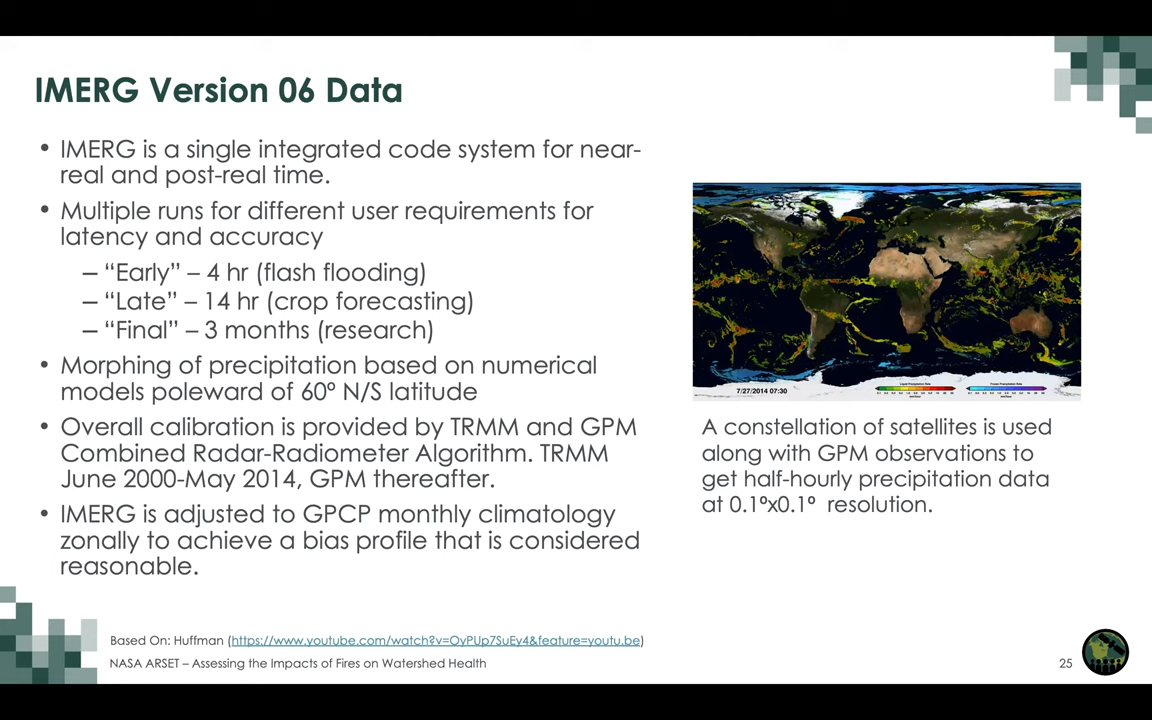 IMERG Version 06 Data
• IMERG is a single integrated code system for near-
real and post-real time.
• Multiple runs for different user requirements for
latency and accuracy
– “Early” – 4 hr (flash flooding)
– “Late” – 14 hr (crop forecasting)
– “Final” – 3 months (research)
• Morphing of precipitation based on numerical
models poleward of 60º N/S latitude
• Overall calibration is provided by TRMM and GPM
Combined Radar-Radiometer Algorithm. TRMM
June 2000-May 2014, GPM thereafter.
• IMERG is adjusted to GPCP monthly climatology
zonally to achieve a bias profile that is considered
reasonable.
7/27/2014 07:30
Liquid Precipitation Rate
Frozen Precipitation Rate
A constellation of satellites is used
along with GPM observations to
get half-hourly precipitation data
at 0.1ºx0.1º resolution.
Based On: Huffman (https://www.youtube.com/watch?v=OyPUp7SuEy4&feature=youtu.be)
NASA ARSET – Assessing the Impacts of Fires on Watershed Health
25